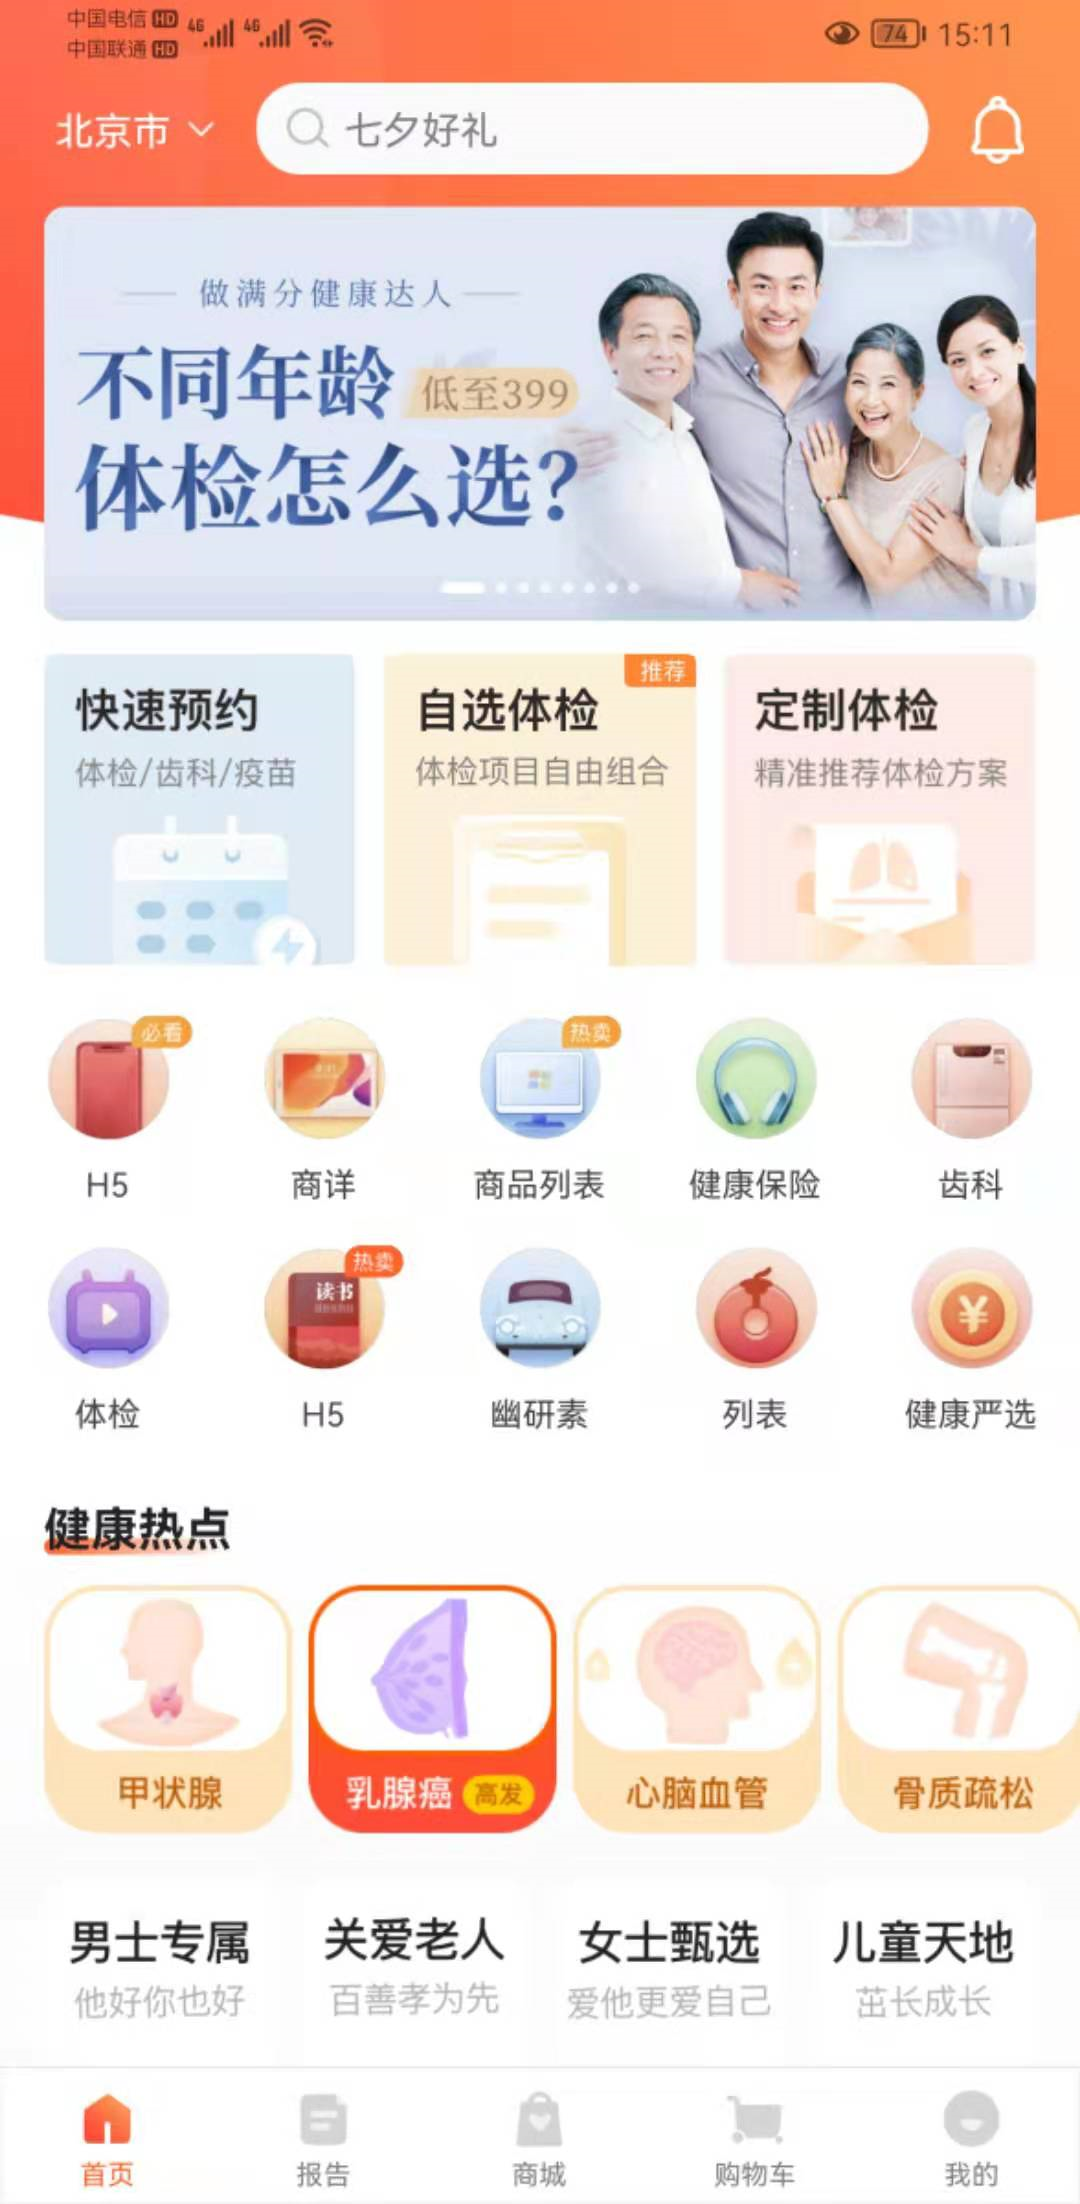 中国电信 HD 4G 4G 74 15:11
中国联通 HD
北京市 七夕好礼
做满分健康达人
不同年龄 低至399
体检怎么选?
推荐
快速预约 自选体检 定制体检
体检/齿科/疫苗 体检项目自由组合 精准推荐体检方案
必看 热卖
H5 商详 商品列表 健康保险 齿科
热卖
读书
体检 H5 幽研素 列表 健康严选
健康热点
甲状腺 乳腺癌 高发 心脑血管 骨质疏松
男士专属 关爱老人 女士甄选 儿童天地
他好你也好 百善孝为先 爱他更爱自己 茁长成长
首页 报告 商城 购物车 我的